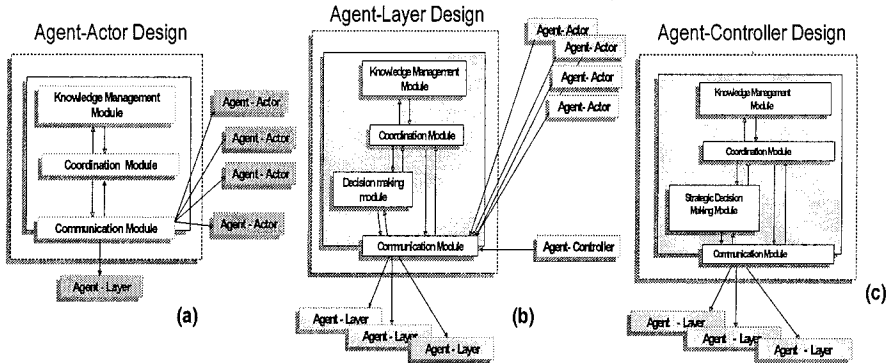 Agent-Actor Design
Knowledge Management
Module
Coordination Module
Communication Module
Agent - Actor
Agent - Actor
Agent - Actor
Agent - Actor
Agent - Layer
(a)
Agent-Layer Design
Knowledge Management
Module
Coordination Module
Decision making
module
Communication Module
Agent- Actor
Agent- Actor
Agent- Actor
Agent- Actor
Agent- Controller
Agent - Layer
Agent - Layer
Agent - Layer
(b)
Agent-Controller Design
Knowledge Management
Module
Coordination Module
Strategic Decision
Making Module
Communication Module
Agent - Layer
Agent - Layer
Agent - Layer
(c)